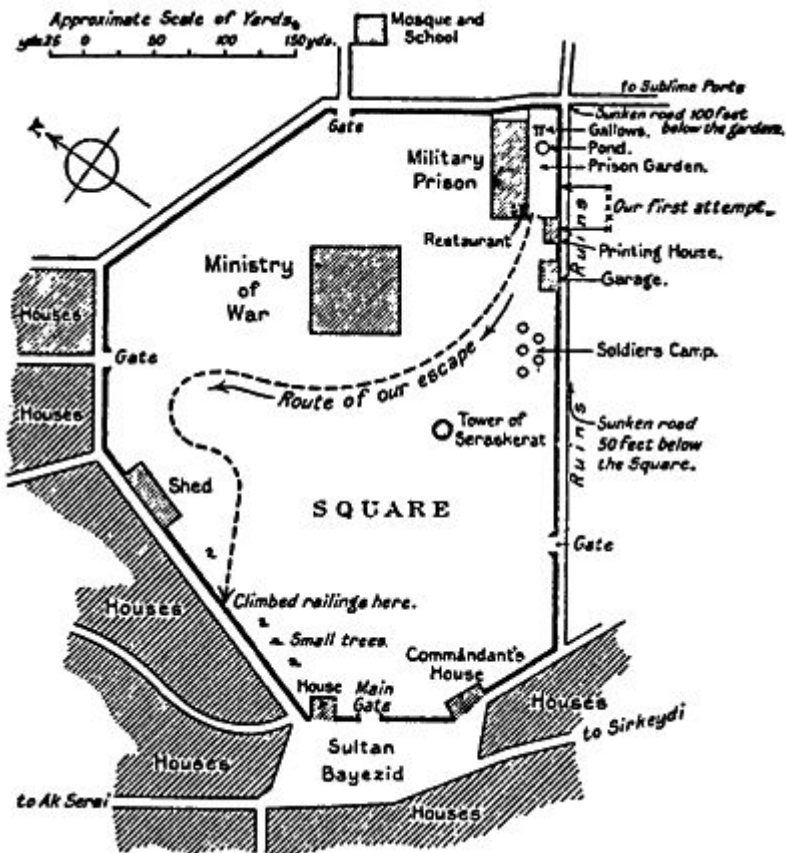 Approximate Scale of Yards.
yds25 0 50 100 150yds.
Mosque and
School
to Sublime Porte
Sunken road 100 feet
below the gardens.
Gate
Gallows.
Pond.
Prison Garden.
Military
Prison
Our first attempt.
Ruins
Restaurant
Printing House.
Garage.
Ministry
of
War
Houses
Gate
Soldiers Camp.
Route of our escape
Houses
Tower of
Seraskerat
Ruins
Sunken road
50 feet below
the Square.
Shed
SQUARE
Gate
Houses
Climbed railings here.
Small trees.
Commandant's
House
House
Main
Gate
Houses
to Sirkedji
Sultan
Bayezid
Houses
to Ak Serai
Houses